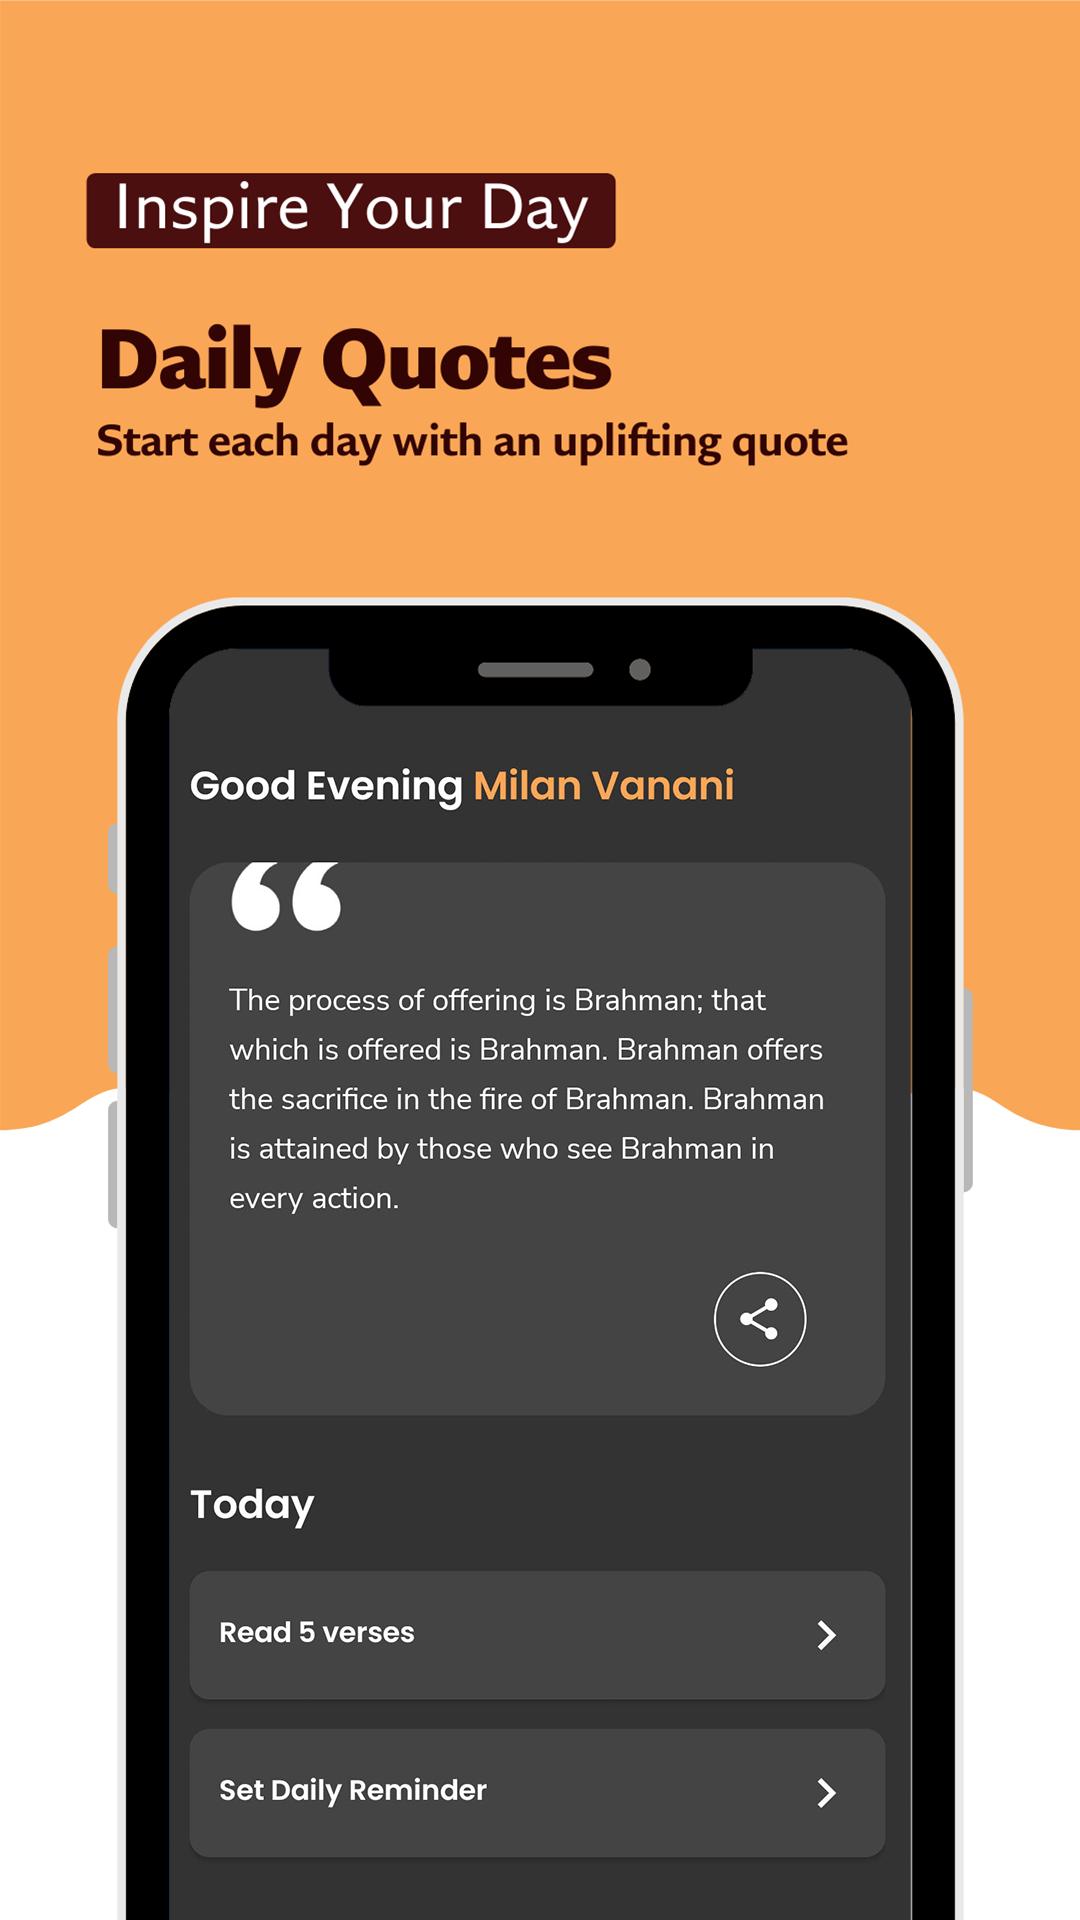 Inspire Your Day
Daily Quotes
Start each day with an uplifting quote
Good Evening Milan Vanani
“
The process of offering is Brahman; that
which is offered is Brahman. Brahman offers
the sacrifice in the fire of Brahman. Brahman
is attained by those who see Brahman in
every action.
Today
Read 5 verses
Set Daily Reminder